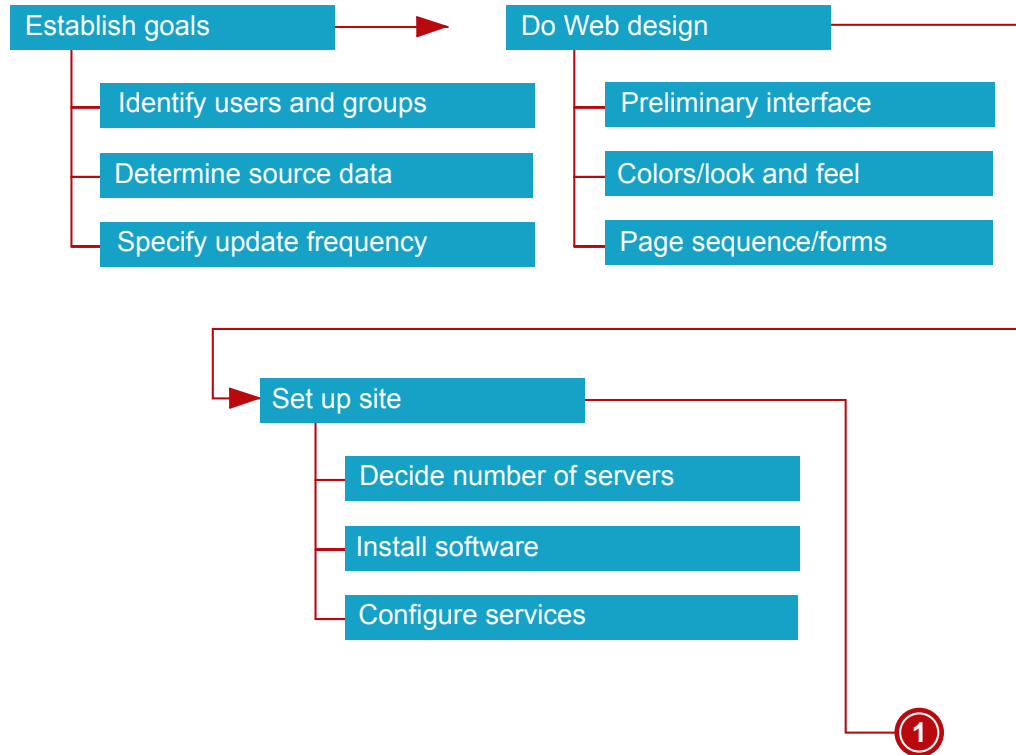 Establish goals
Identify users and groups
Determine source data
Specify update frequency
Do Web design
Preliminary interface
Colors/look and feel
Page sequence/forms
Set up site
Decide number of servers
Install software
Configure services
1